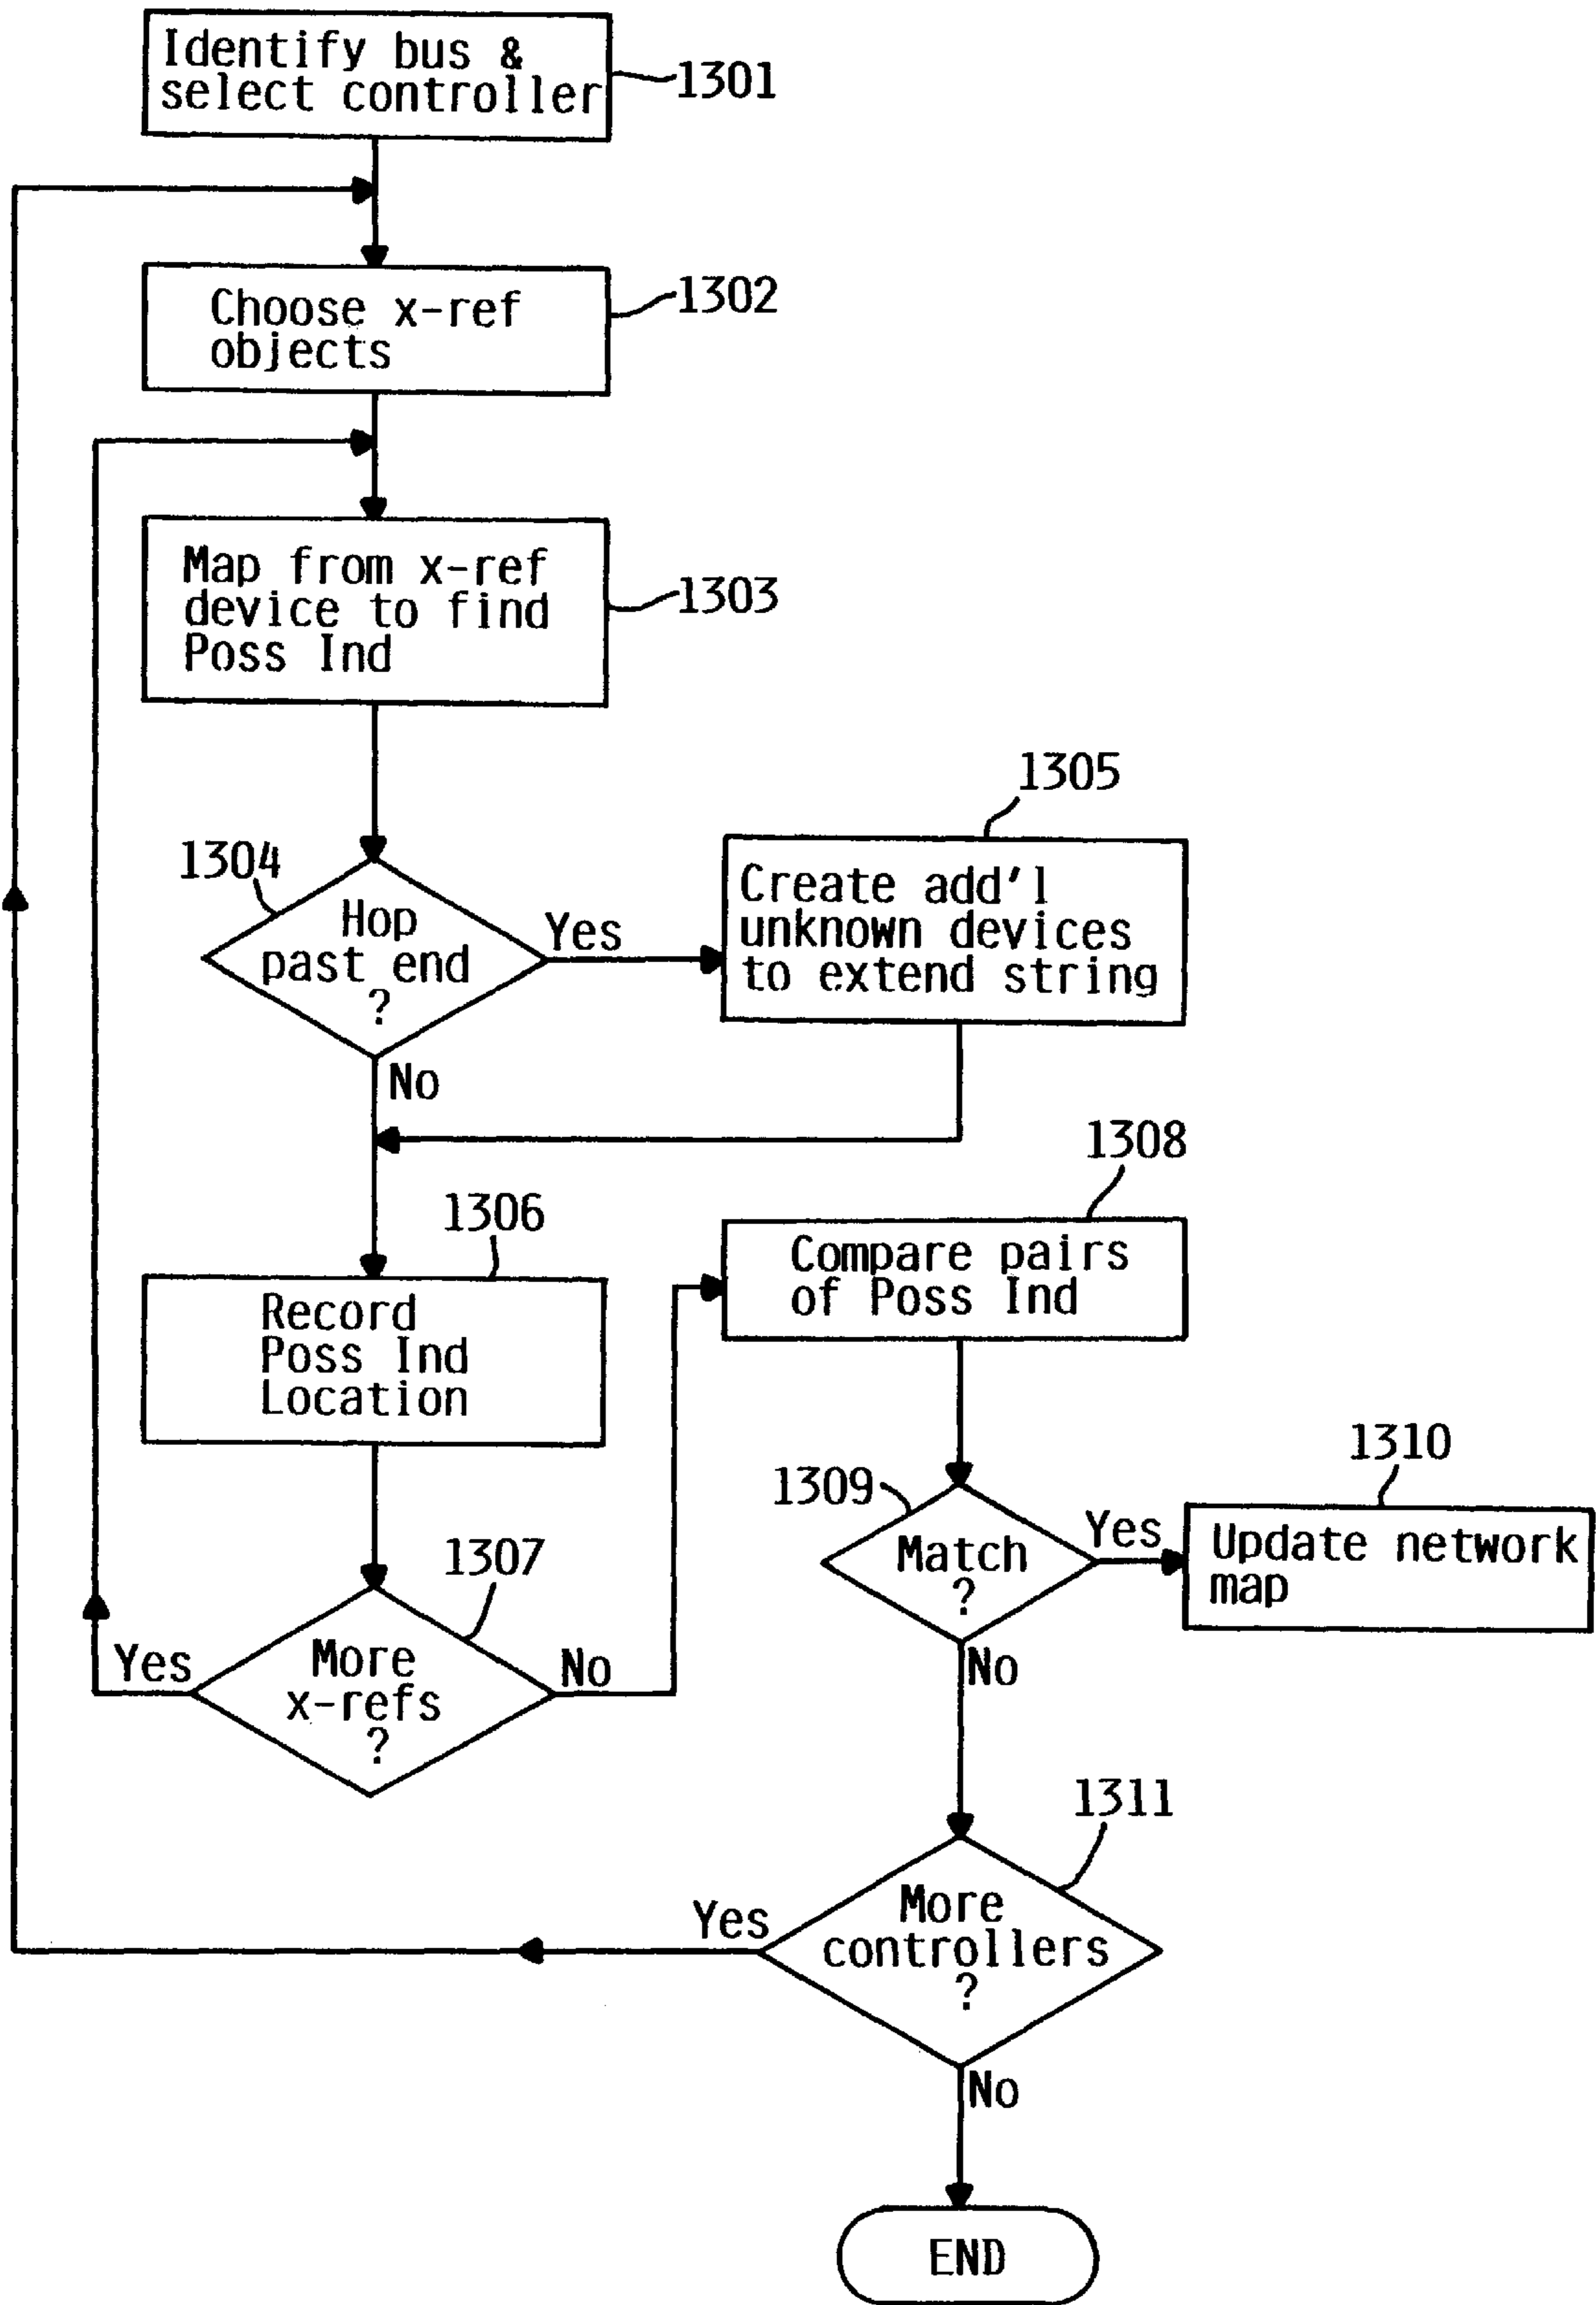 Identify bus &
select controller
1301
Choose x-ref
objects
1302
Map from x-ref
device to find
Poss Ind
1303
1304
Hop
past end
?
Yes
No
1305
Create add'l
unknown devices
to extend string
1306
Record
Poss Ind
Location
1307
More
x-refs
?
Yes
No
1308
Compare pairs
of Poss Ind
1309
Match
?
Yes
No
1310
Update network
map
1311
More
controllers
?
Yes
No
END